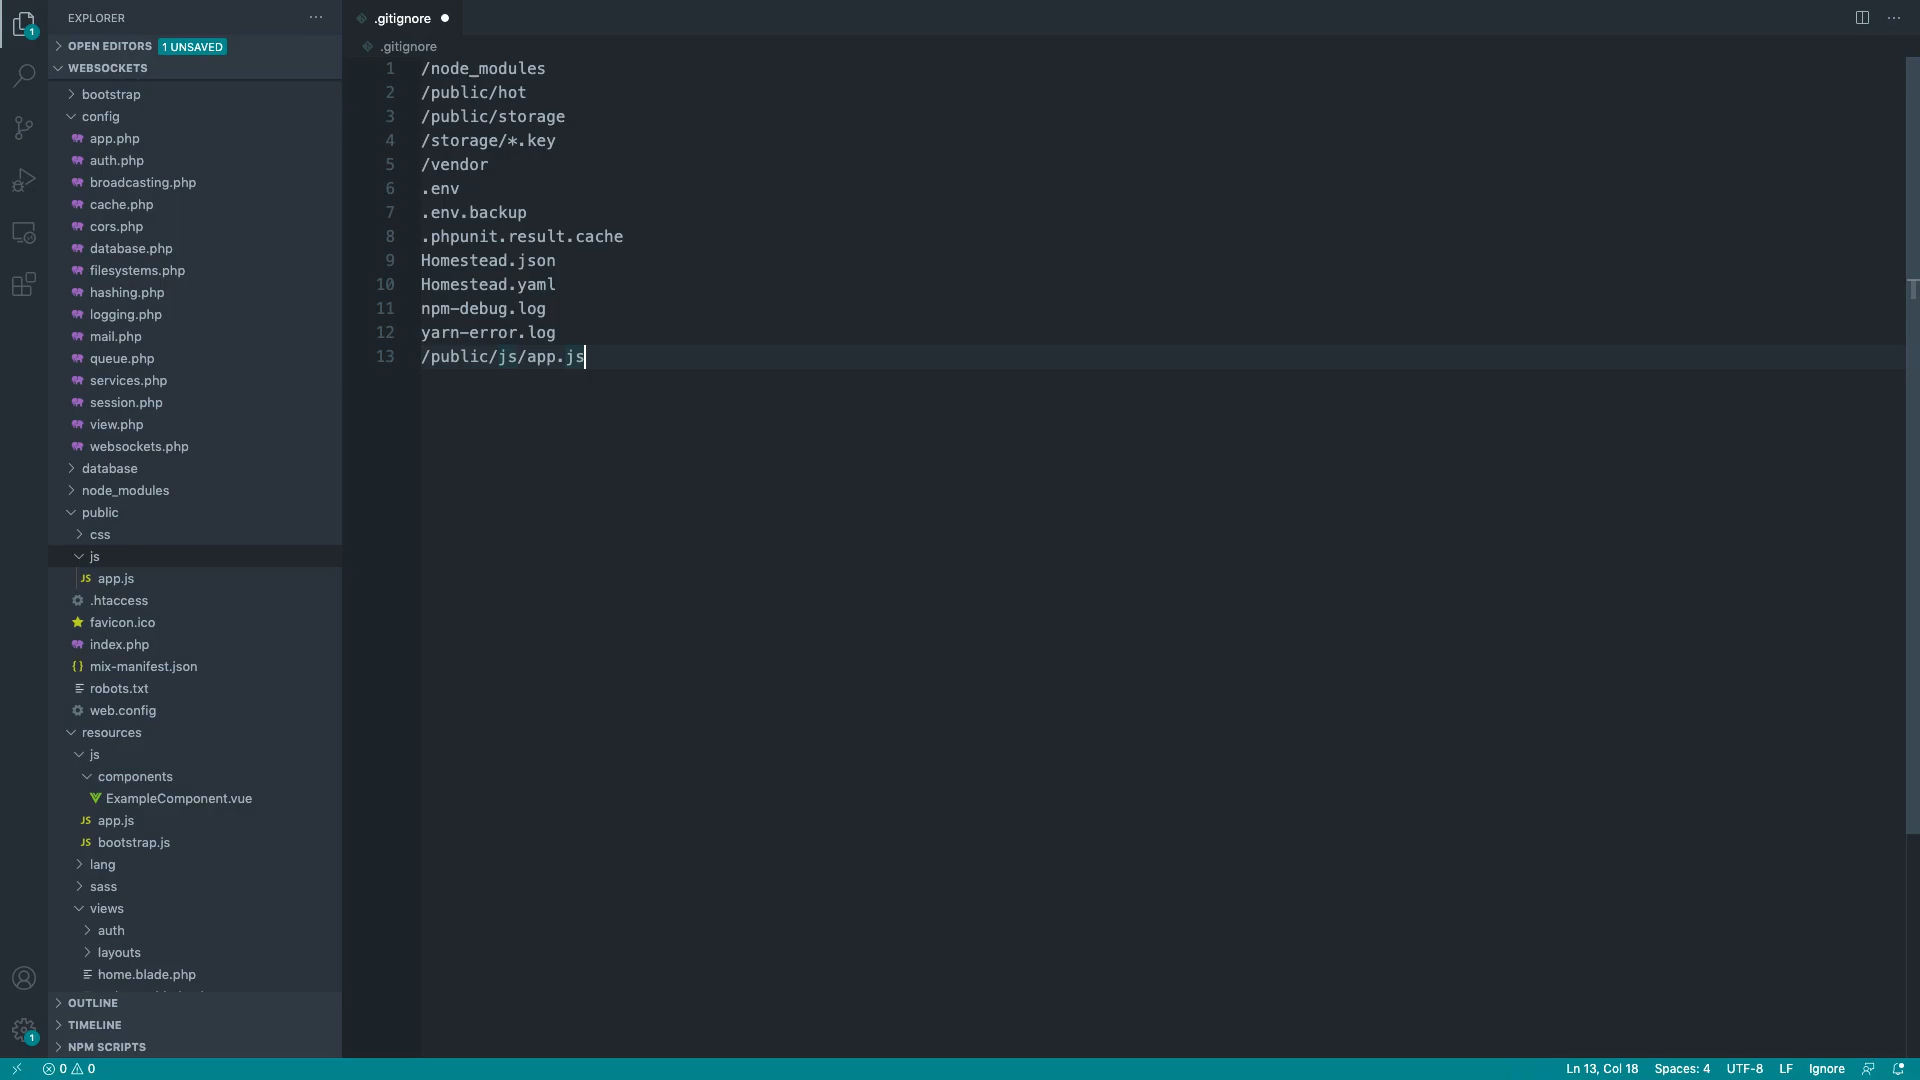 1
EXPLORER
OPEN EDITORS 1 UNSAVED
WEBSOCKETS
bootstrap
config
app.php
auth.php
broadcasting.php
cache.php
cors.php
database.php
filesystems.php
hashing.php
logging.php
mail.php
queue.php
services.php
session.php
view.php
websockets.php
database
node_modules
public
css
js
JS app.js
.htaccess
favicon.ico
index.php
{} mix-manifest.json
robots.txt
web.config
resources
js
components
ExampleComponent.vue
JS app.js
JS bootstrap.js
lang
sass
views
auth
layouts
home.blade.php
OUTLINE
TIMELINE
NPM SCRIPTS
1
.gitignore
.gitignore
1 /node_modules
2 /public/hot
3 /public/storage
4 /storage/*.key
5 /vendor
6 .env
7 .env.backup
8 .phpunit.result.cache
9 Homestead.json
10 Homestead.yaml
11 npm-debug.log
12 yarn-error.log
13 /public/js/app.js
0 0 Ln 13, Col 18 Spaces: 4 UTF-8 LF Ignore